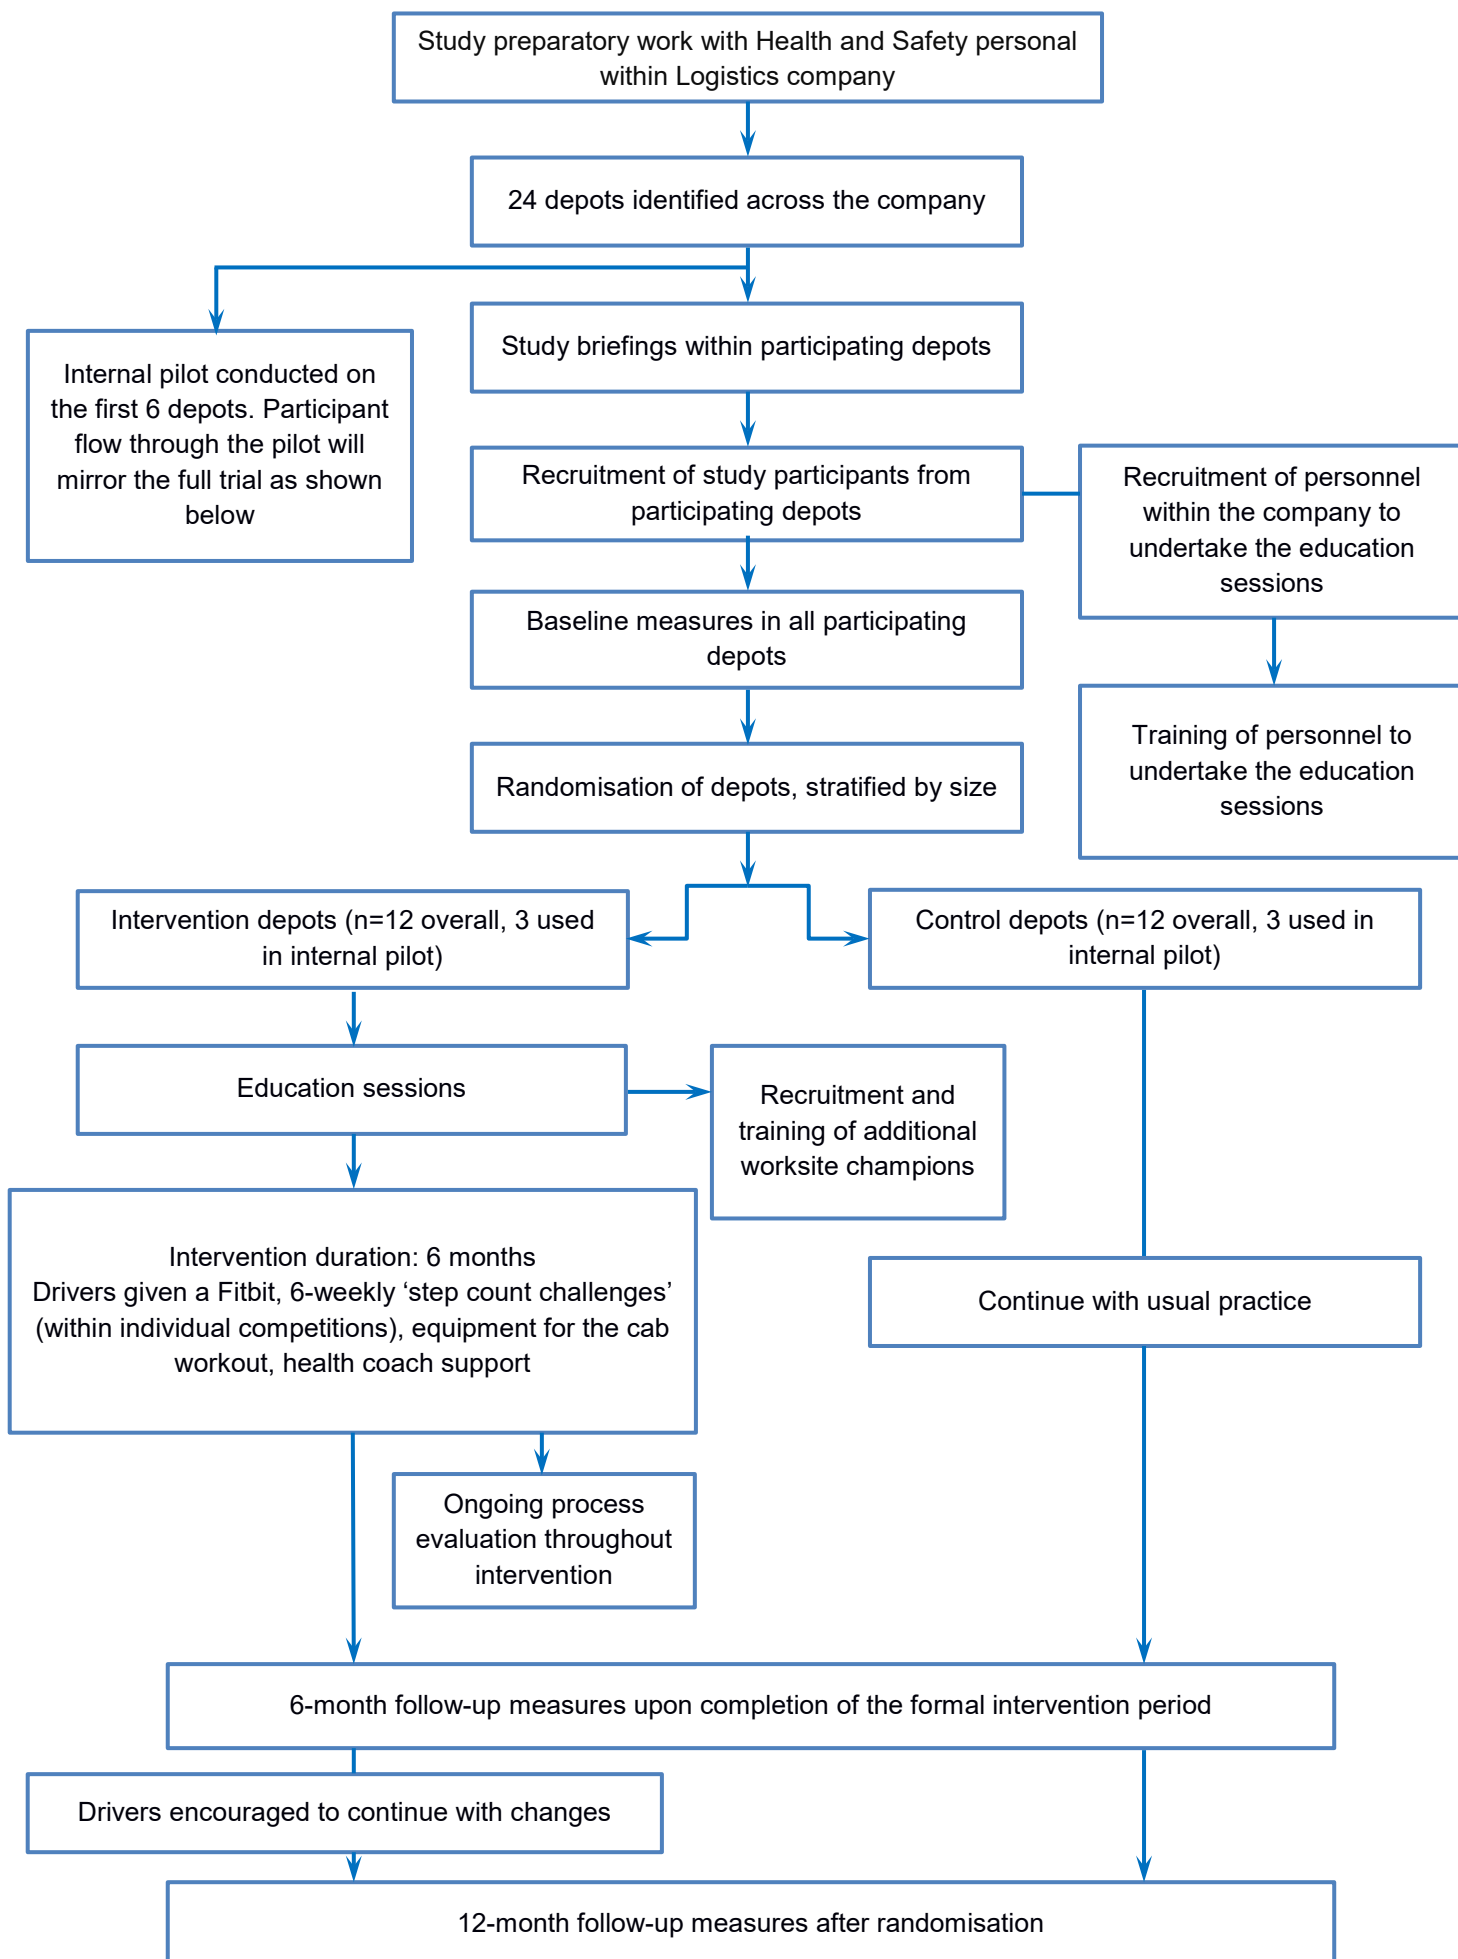 Study preparatory work with Health and Safety personal
within Logistics company
24 depots identified across the company
Study briefings within participating depots
Internal pilot conducted on
the first 6 depots. Participant
flow through the pilot will
mirror the full trial as shown
below
Recruitment of study participants from
participating depots
Recruitment of personnel
within the company to
undertake the education
sessions
Baseline measures in all participating
depots
Training of personnel to
undertake the education
sessions
Randomisation of depots, stratified by size
Intervention depots (n=12 overall, 3 used
in internal pilot)
Control depots (n=12 overall, 3 used in
internal pilot)
Education sessions
Recruitment and
training of additional
worksite champions
Intervention duration: 6 months
Drivers given a Fitbit, 6-weekly ‘step count challenges’
(within individual competitions), equipment for the cab
workout, health coach support
Continue with usual practice
Ongoing process
evaluation throughout
intervention
6-month follow-up measures upon completion of the formal intervention period
Drivers encouraged to continue with changes
12-month follow-up measures after randomisation